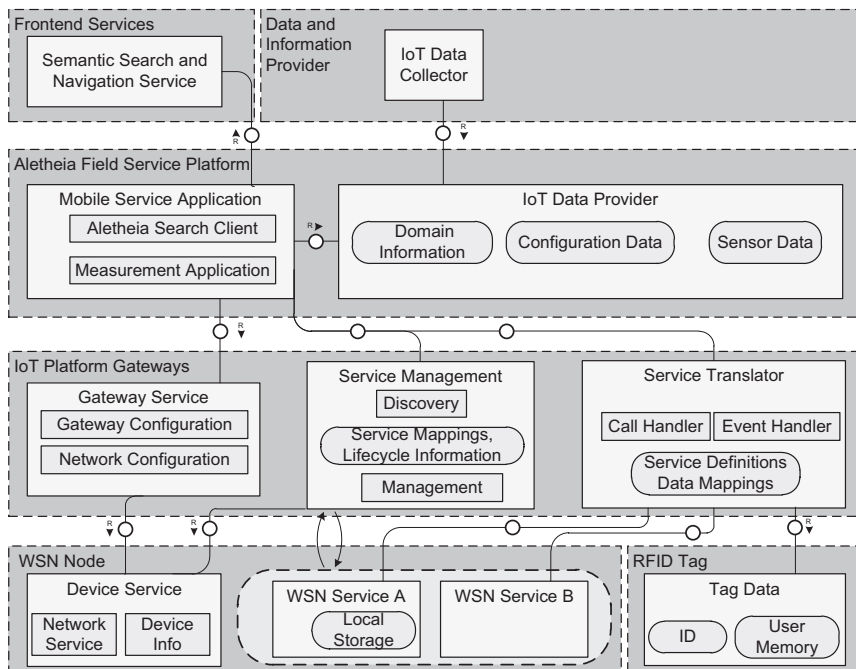 Frontend Services
Semantic Search and
Navigation Service
Data and
Information
Provider
IoT Data
Collector
R
R
Aletheia Field Service Platform
Mobile Service Application
Aletheia Search Client
Measurement Application
R
IoT Data Provider
Domain
Information
Configuration Data
Sensor Data
R
IoT Platform Gateways
Gateway Service
Gateway Configuration
Network Configuration
Service Management
Discovery
Service Mappings,
Lifecycle Information
Management
Service Translator
Call Handler
Event Handler
Service Definitions
Data Mappings
R
R
R
WSN Node
Device Service
Network
Service
Device
Info
WSN Service A
Local
Storage
WSN Service B
RFID Tag
Tag Data
ID
User
Memory